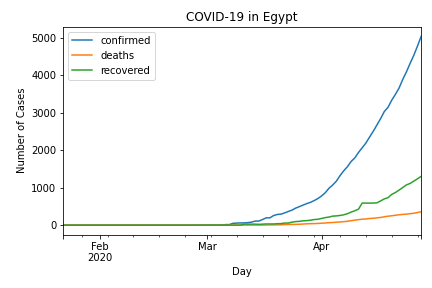 COVID-19 in Egypt
confirmed
deaths
recovered
5000
4000
3000
2000
1000
0
Number of Cases
Feb
2020
Mar
Apr
Day